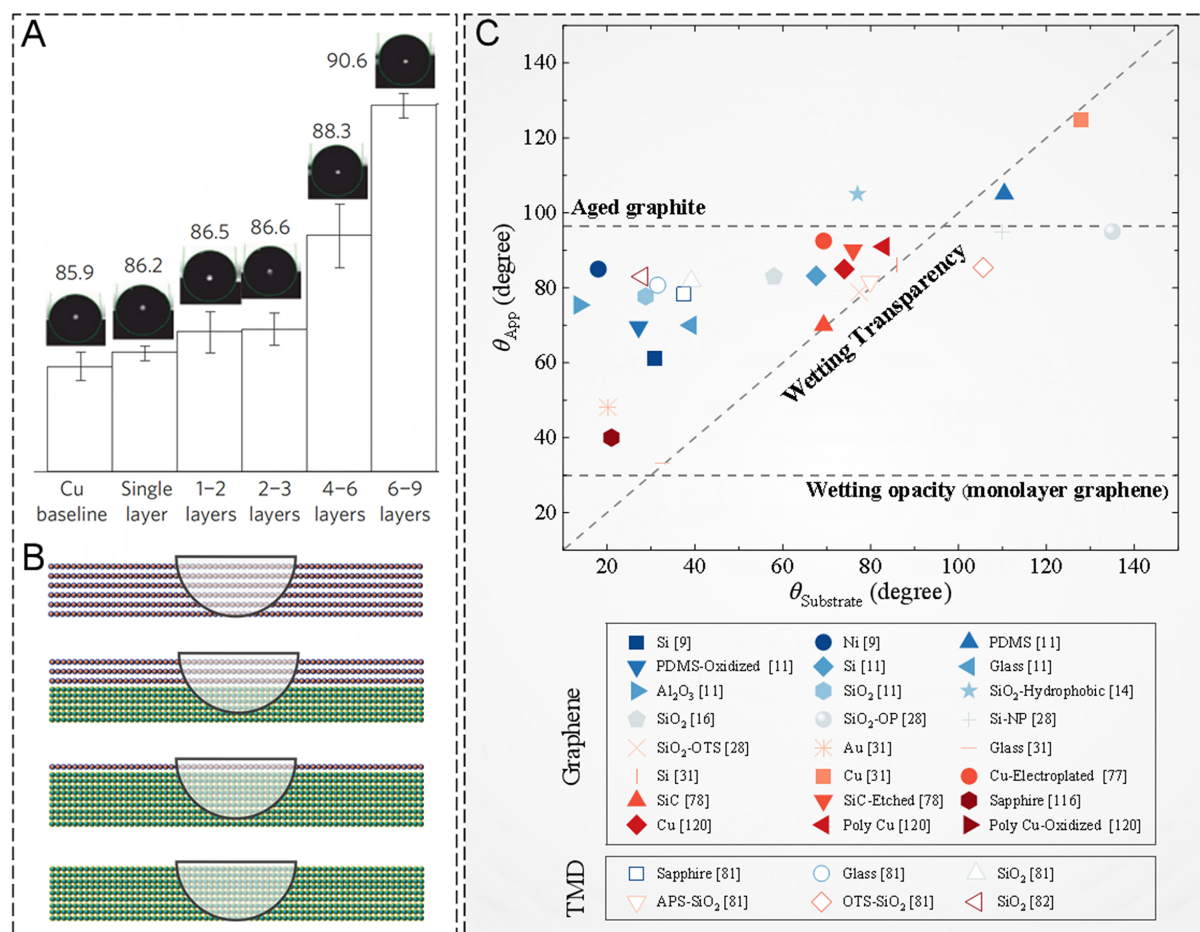 A
85.9
86.2
86.5
86.6
88.3
90.6
Cu
baseline
Single
layer
1–2
layers
2–3
layers
4–6
layers
6–9
layers
B
C
140
120
100
80
60
40
20
θApp (degree)
Aged graphite
Wetting Transparency
Wetting opacity (monolayer graphene)
20 40 60 80 100 120 140
θSubstrate (degree)
Graphene
Si [9] Ni [9] PDMS [11]
PDMS-Oxidized [11] Si [11] Glass [11]
Al2O3 [11] SiO2 [11] SiO2-Hydrophobic [14]
SiO2 [16] SiO2-OP [28] Si-NP [28]
SiO2-OTS [28] Au [31] Glass [31]
Si [31] Cu [31] Cu-Electroplated [77]
SiC [78] SiC-Etched [78] Sapphire [116]
Cu [120] Poly Cu [120] Poly Cu-Oxidized [120]
TMD
Sapphire [81] Glass [81] SiO2 [81]
APS-SiO2 [81] OTS-SiO2 [81] SiO2 [82]